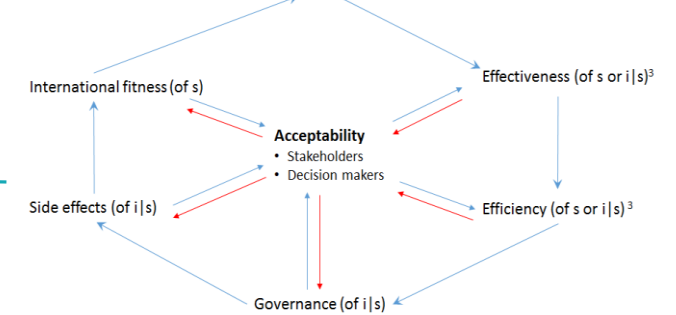 Effectiveness (of s or i|s)³
International fitness (of s)
Acceptability
• Stakeholders
• Decision makers
Side effects (of i|s)
Efficiency (of s or i|s) ³
Governance (of i|s)